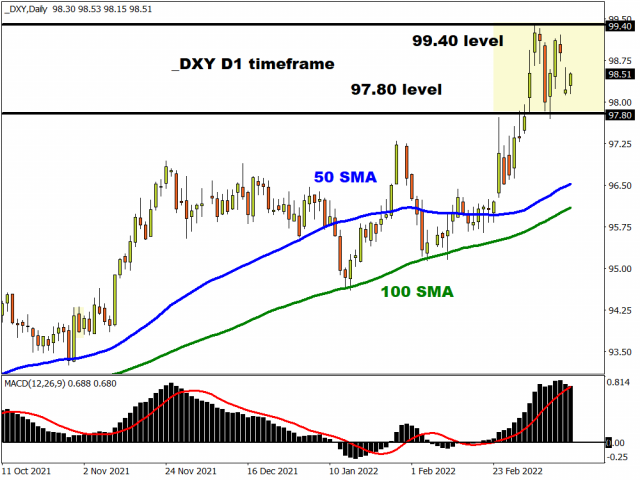 _DXY,Daily 98.30 98.53 98.15 98.51
99.50
99.40
99.40 level
_DXY D1 timeframe
98.75
98.51
97.80 level
98.00
97.80
97.25
50 SMA
96.50
95.75
95.00
100 SMA
94.25
93.50
MACD(12,26,9) 0.688 0.680
0.814
0.00
-0.25
11 Oct 2021 2 Nov 2021 24 Nov 2021 16 Dec 2021 10 Jan 2022 1 Feb 2022 23 Feb 2022